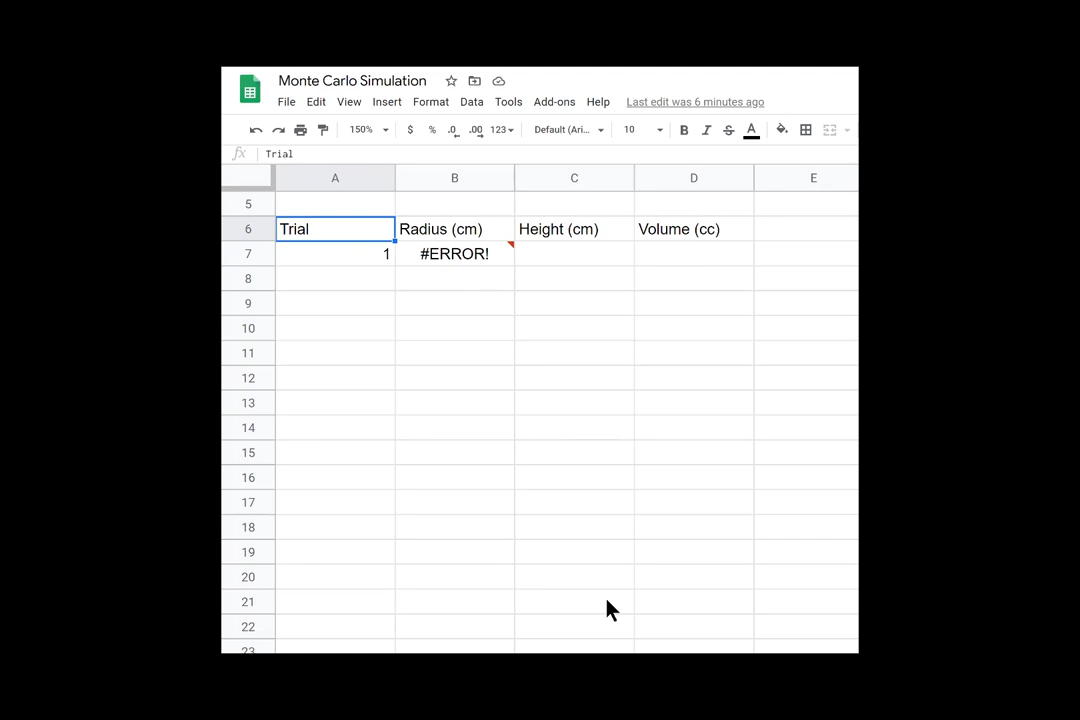 Monte Carlo Simulation
File Edit View Insert Format Data Tools Add-ons Help Last edit was 6 minutes ago
150% $ % .0 .00 123 Default (Ari... 10 B I S A
fx Trial
A B C D E
5
6 Trial Radius (cm) Height (cm) Volume (cc)
7 1 #ERROR!
8
9
10
11
12
13
14
15
16
17
18
19
20
21
22
23